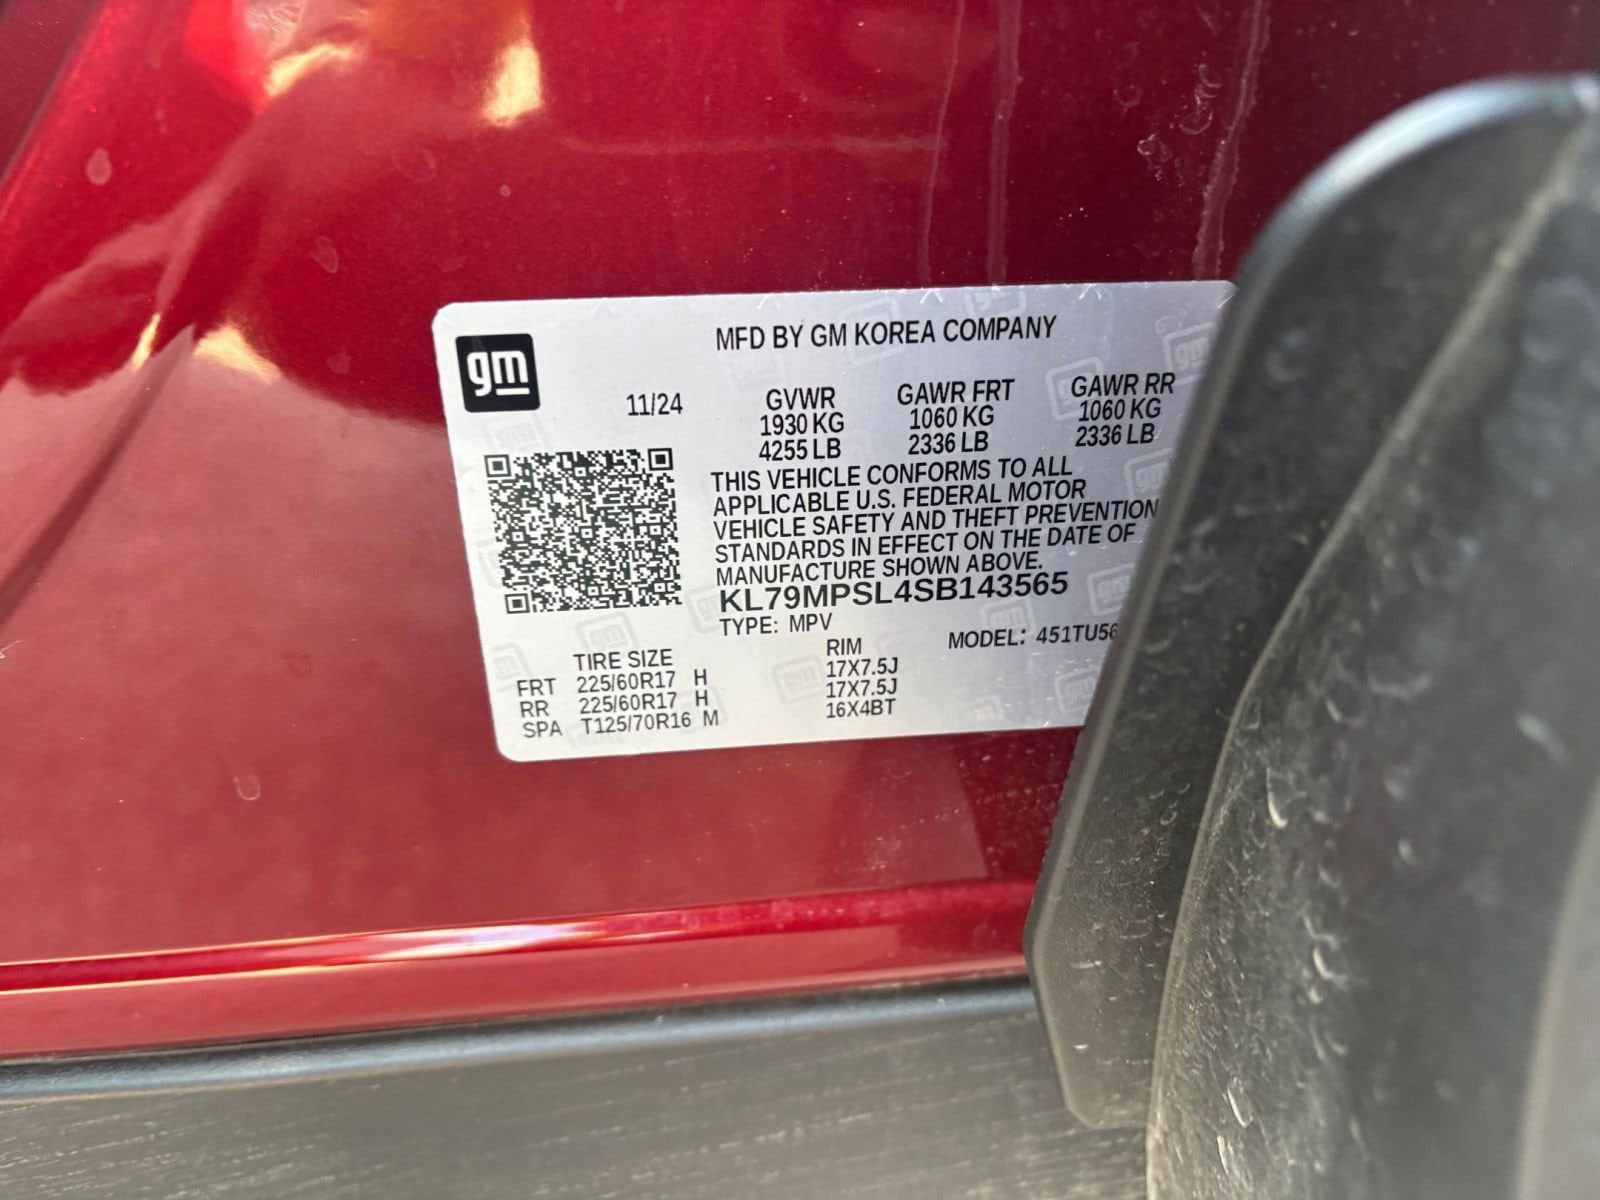 gm
MFD BY GM KOREA COMPANY
11/24
GVWR GAWR FRT GAWR RR
1930 KG 1060 KG 1060 KG
4255 LB 2336 LB 2336 LB
THIS VEHICLE CONFORMS TO ALL
APPLICABLE U.S. FEDERAL MOTOR
VEHICLE SAFETY AND THEFT PREVENTION
STANDARDS IN EFFECT ON THE DATE OF
MANUFACTURE SHOWN ABOVE.
KL79MPSL4SB143565
TYPE: MPV
MODEL: 451TU56
TIRE SIZE RIM
FRT 225/60R17 H 17X7.5J
RR 225/60R17 H 17X7.5J
SPA T125/70R16 M 16X4BT